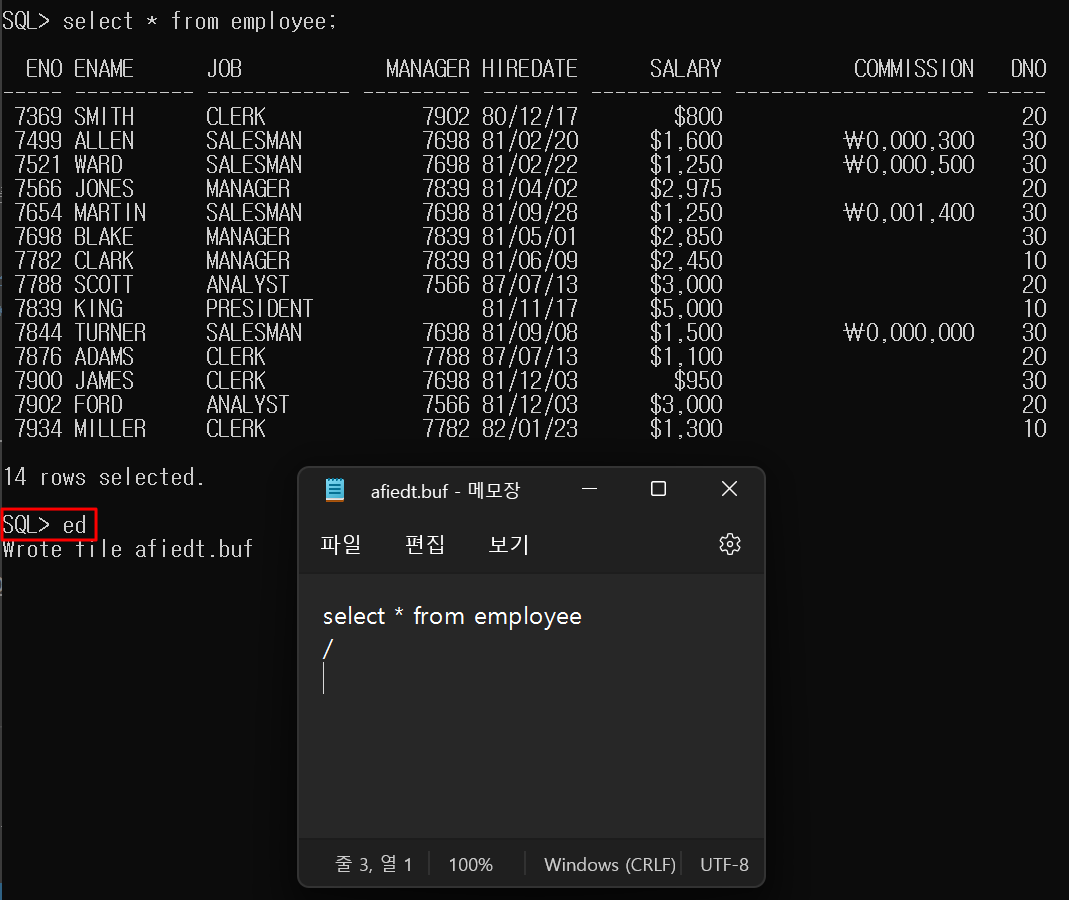 SQL> select * from employee;
ENO ENAME JOB MANAGER HIREDATE SALARY COMMISSION DNO
----- ---------- ------------ --------- -------- ----------- -------------------- -----
7369 SMITH CLERK 7902 80/12/17 $800 20
7499 ALLEN SALESMAN 7698 81/02/20 $1,600 ₩0,000,300 30
7521 WARD SALESMAN 7698 81/02/22 $1,250 ₩0,000,500 30
7566 JONES MANAGER 7839 81/04/02 $2,975 20
7654 MARTIN SALESMAN 7698 81/09/28 $1,250 ₩0,001,400 30
7698 BLAKE MANAGER 7839 81/05/01 $2,850 30
7782 CLARK MANAGER 7839 81/06/09 $2,450 10
7788 SCOTT ANALYST 7566 87/07/13 $3,000 20
7839 KING PRESIDENT 81/11/17 $5,000 10
7844 TURNER SALESMAN 7698 81/09/08 $1,500 ₩0,000,000 30
7876 ADAMS CLERK 7788 87/07/13 $1,100 20
7900 JAMES CLERK 7698 81/12/03 $950 30
7902 FORD ANALYST 7566 81/12/03 $3,000 20
7934 MILLER CLERK 7782 82/01/23 $1,300 10
14 rows selected.
SQL> ed
Wrote file afiedt.buf
afiedt.buf - 메모장
파일 편집 보기
select * from employee
/
줄 3, 열 1 100% Windows (CRLF) UTF-8